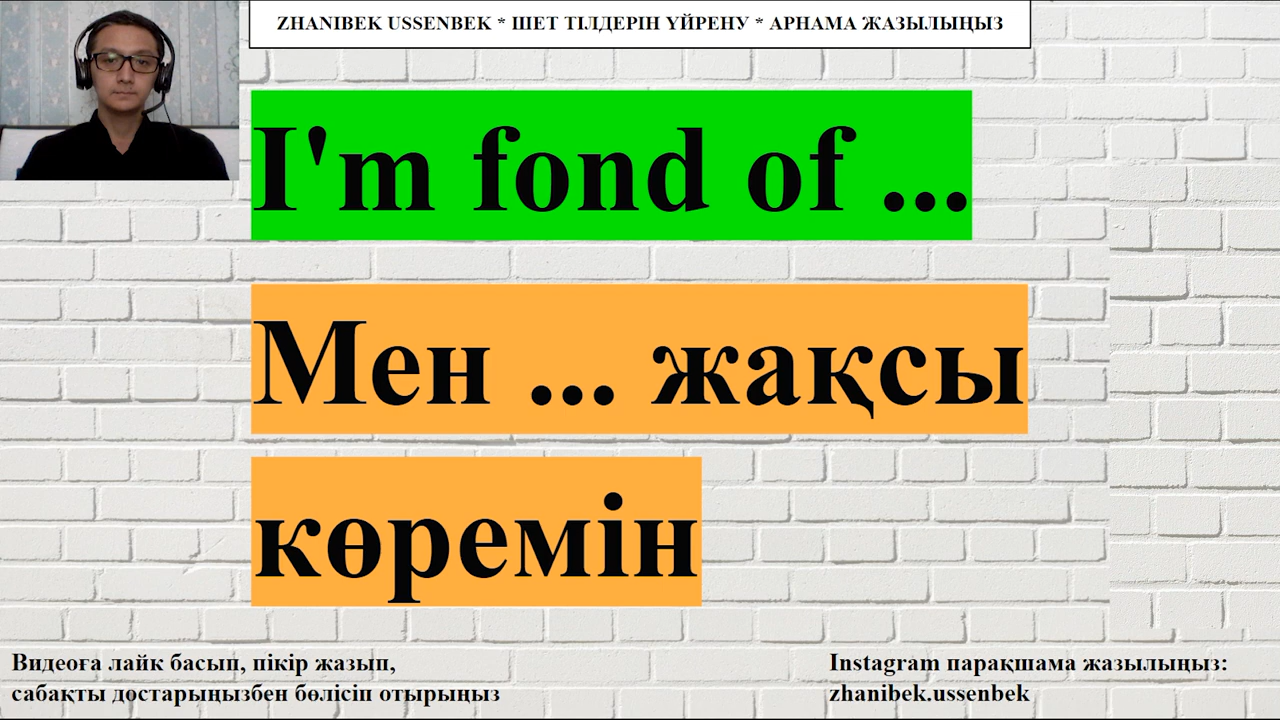 ZHANIBEK USSENBEK * ШЕТ ТІЛДЕРІН ҮЙРЕНУ * АРНАМА ЖАЗЫЛЫҢЫЗ
I'm fond of ...
Мен ... жақсы
көремін
Видеоға лайк басып, пікір жазып,
сабақты достарыңызбен бөлісіп отырыңыз
Instagram парақшама жазылыңыз:
zhanibek.ussenbek